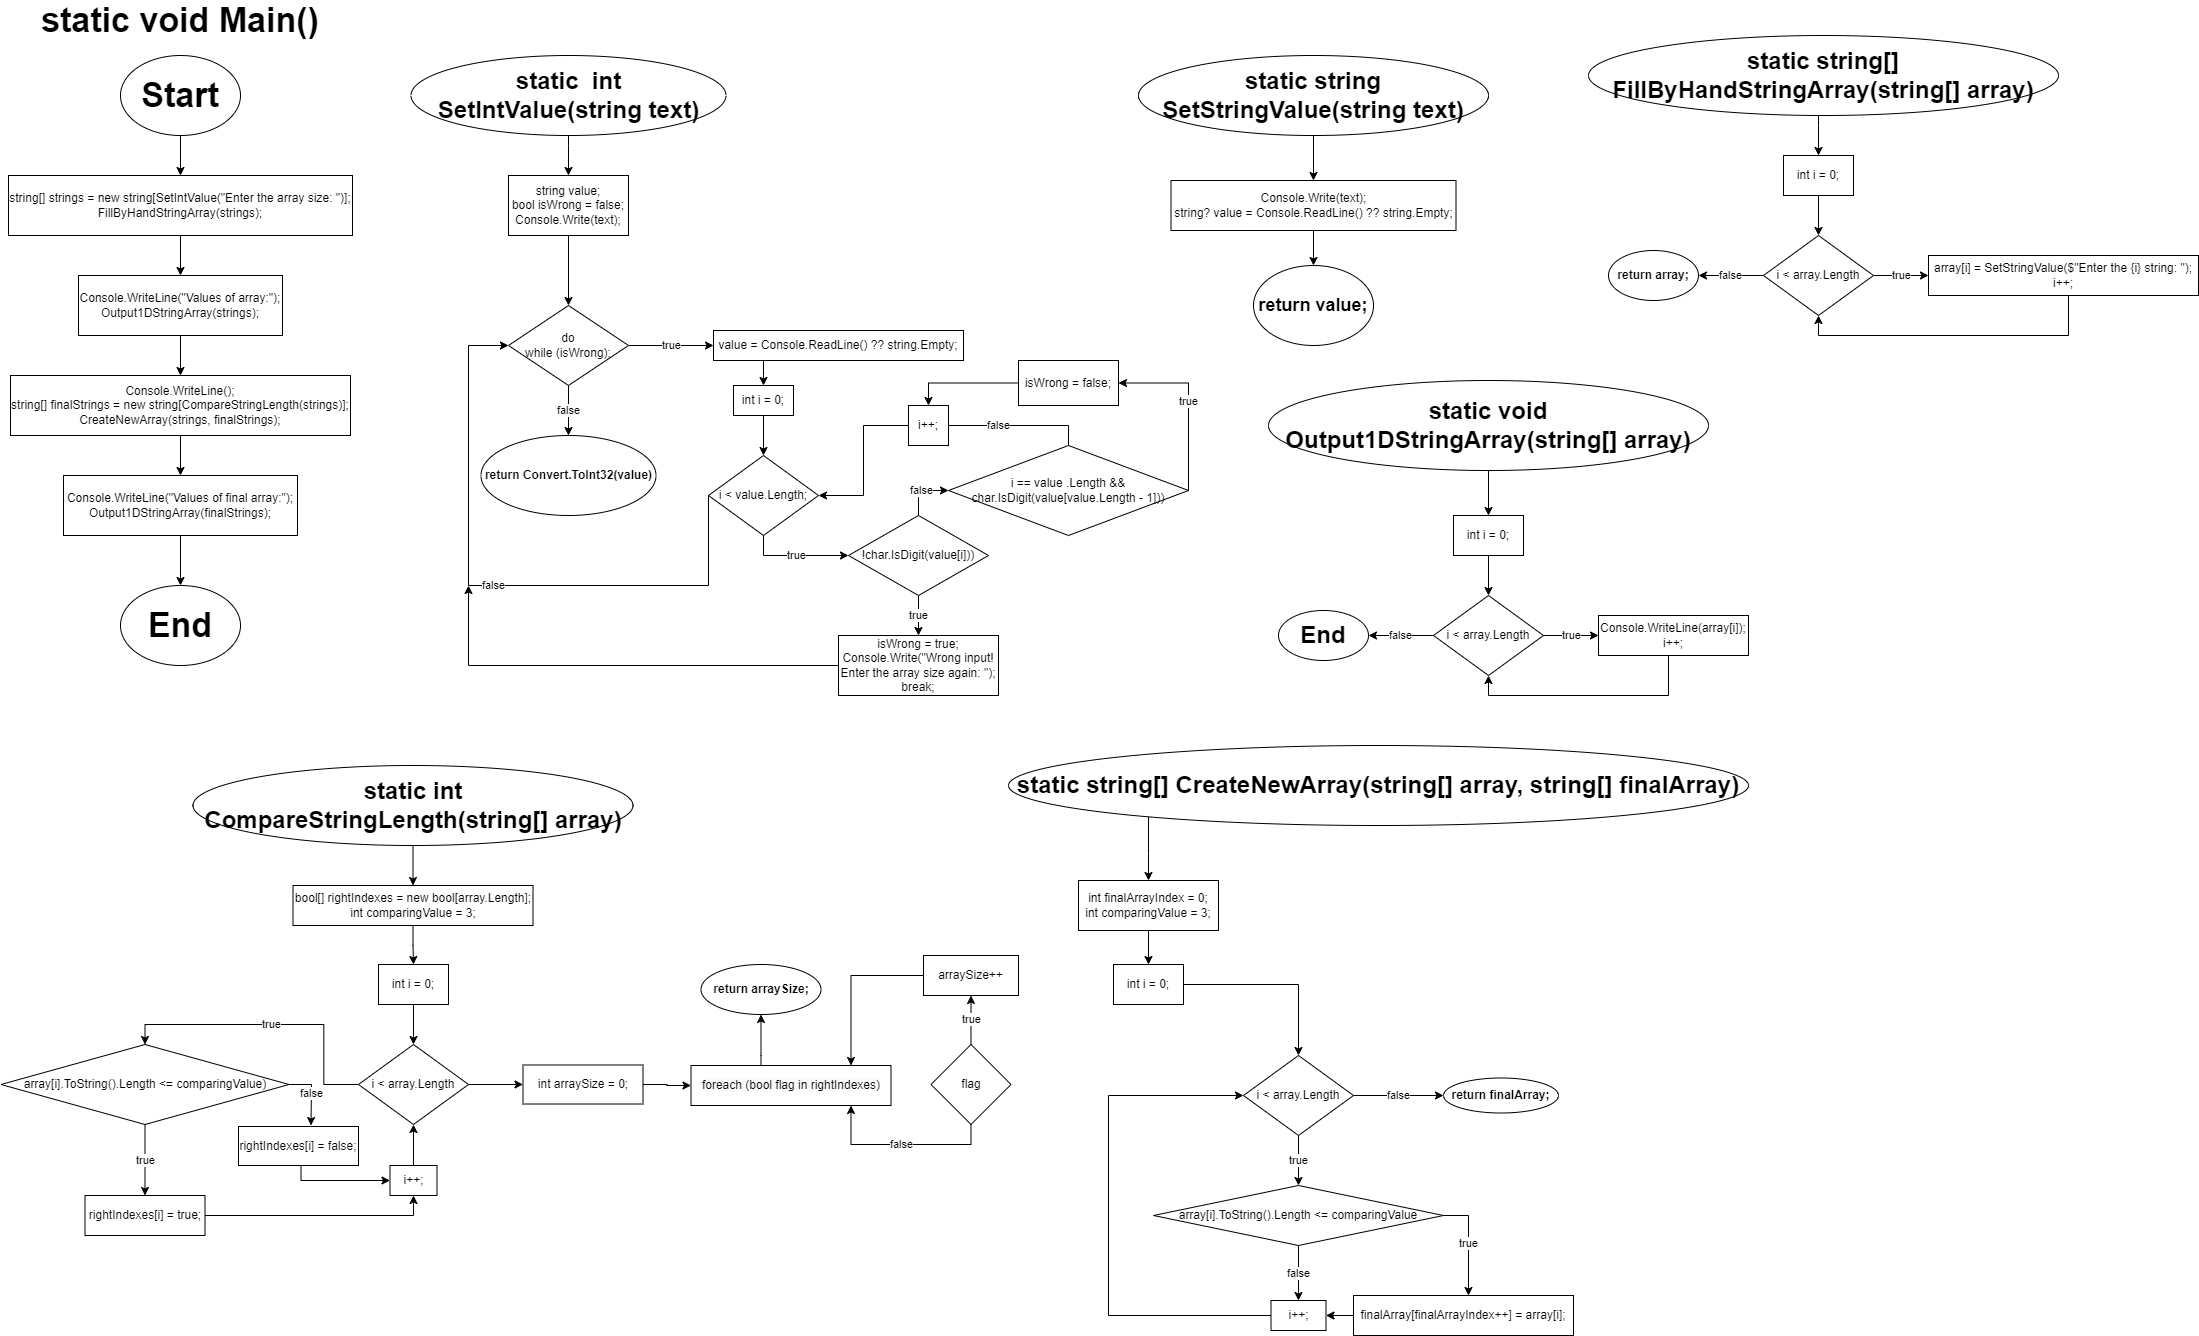 static void Main()
Start
string[] strings = new string[SetIntValue("Enter the array size: ")];
FillByHandStringArray(strings);
Console.WriteLine("Values of array:");
Output1DStringArray(strings);
Console.WriteLine();
string[] finalStrings = new string[CompareStringLength(strings)];
CreateNewArray(strings, finalStrings);
Console.WriteLine("Values of final array:");
Output1DStringArray(finalStrings);
End
static  int
SetIntValue(string text)
string value;
bool isWrong = false;
Console.Write(text);
do
while (isWrong);
true
false
return Convert.ToInt32(value)
value = Console.ReadLine() ?? string.Empty;
int i = 0;
i < value.Length;
false
true
!char.IsDigit(value[i]))
false
true
i == value .Length &&
char.IsDigit(value[value.Length - 1]))
false
true
isWrong = false;
i++;
isWrong = true;
Console.Write("Wrong input!
Enter the array size again: ");
break;
static string
SetStringValue(string text)
Console.Write(text);
string? value = Console.ReadLine() ?? string.Empty;
return value;
static string[]
FillByHandStringArray(string[] array)
int i = 0;
i < array.Length
false
return array;
true
array[i] = SetStringValue($"Enter the {i} string: ");
i++;
static void
Output1DStringArray(string[] array)
int i = 0;
i < array.Length
false
End
true
Console.WriteLine(array[i]);
i++;
static int
CompareStringLength(string[] array)
bool[] rightIndexes = new bool[array.Length];
int comparingValue = 3;
int i = 0;
i < array.Length
true
array[i].ToString().Length <= comparingValue)
false
rightIndexes[i] = false;
true
rightIndexes[i] = true;
i++;
int arraySize = 0;
foreach (bool flag in rightIndexes)
return arraySize;
arraySize++
true
flag
false
static string[] CreateNewArray(string[] array, string[] finalArray)
int finalArrayIndex = 0;
int comparingValue = 3;
int i = 0;
i < array.Length
false
return finalArray;
true
array[i].ToString().Length <= comparingValue
true
false
i++;
finalArray[finalArrayIndex++] = array[i];